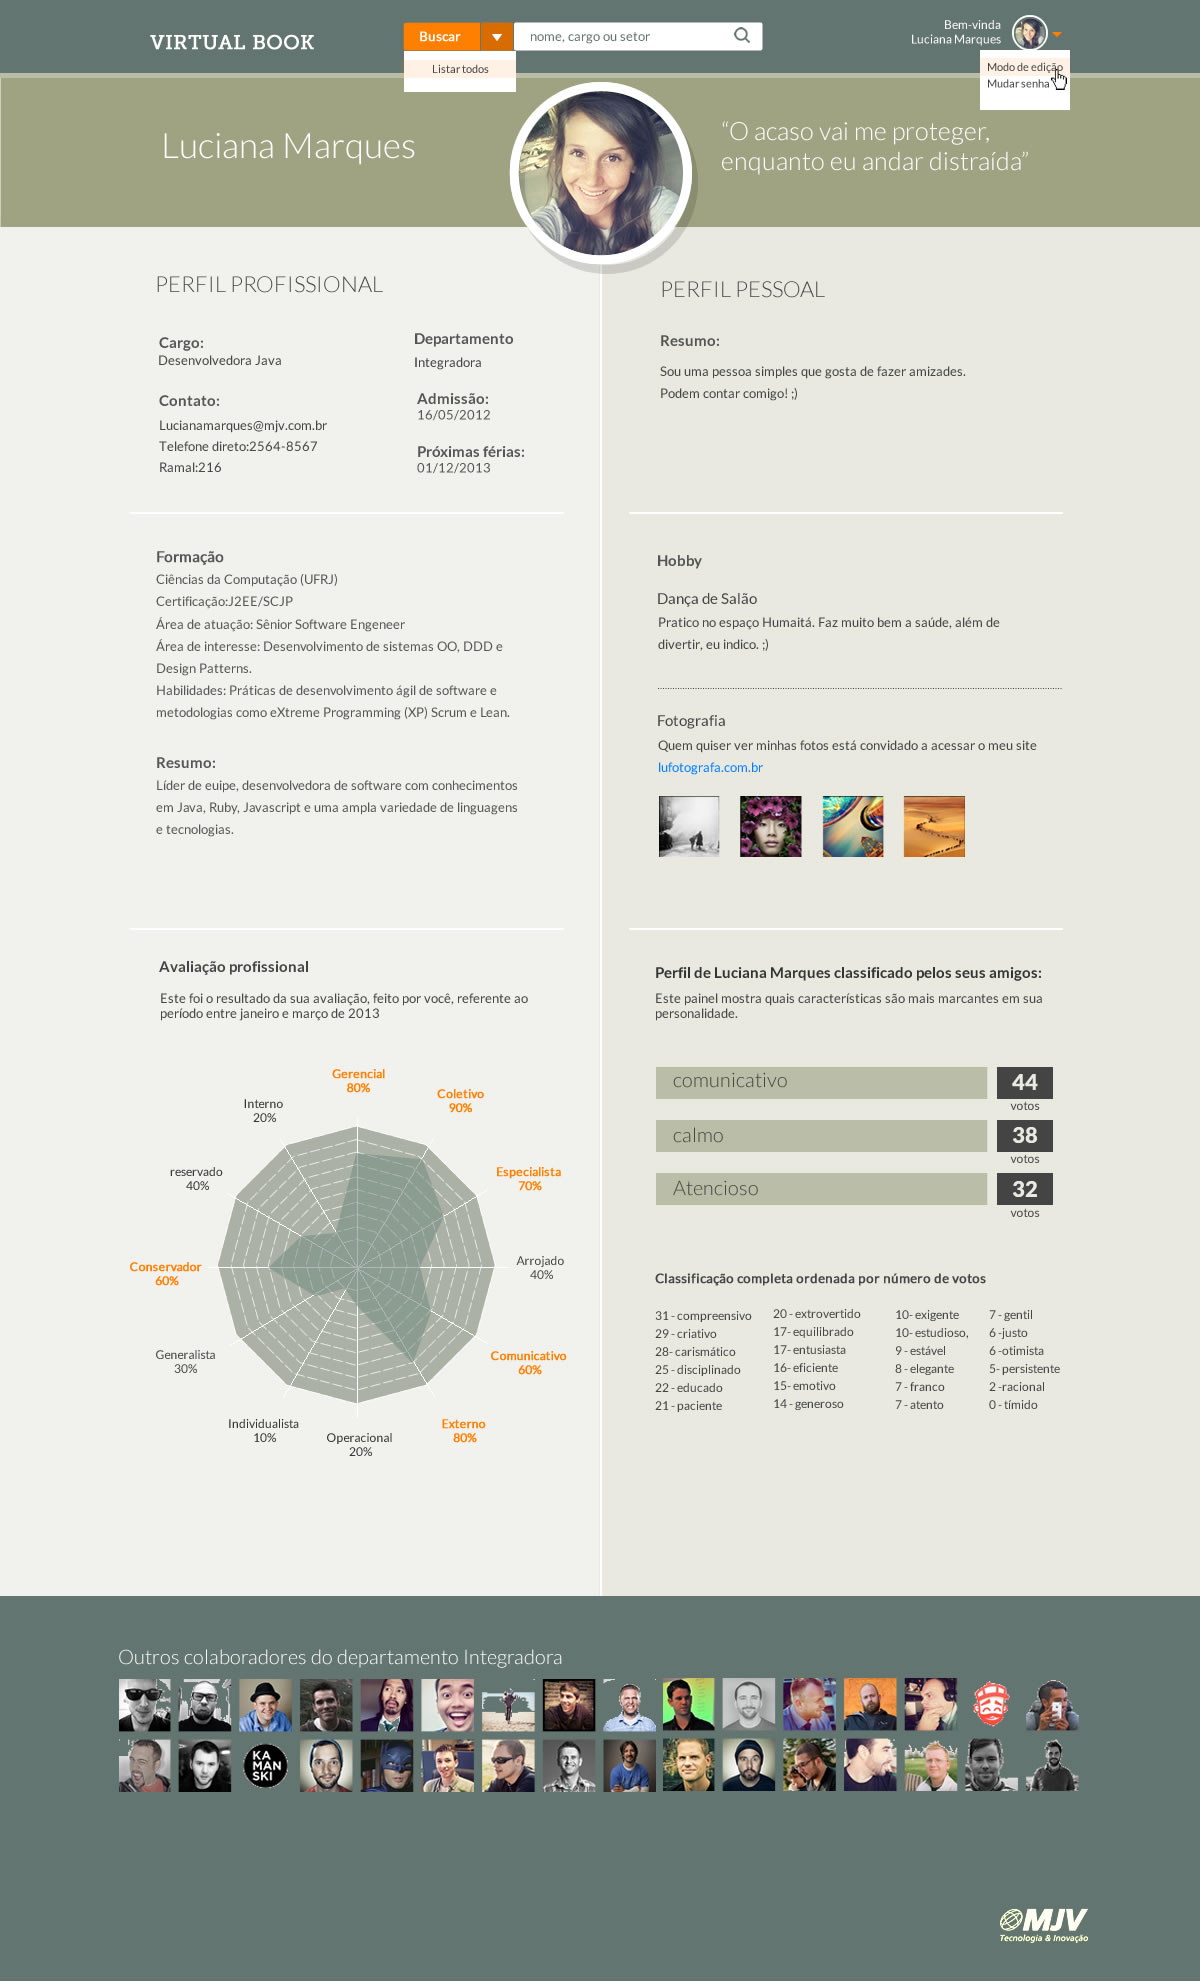 VIRTUAL BOOK
Buscar
nome, cargo ou setor
Listar todos
Bem-vinda
Luciana Marques
Modo de edição
Mudar senha
Luciana Marques
“O acaso vai me proteger,
enquanto eu andar distraída”
PERFIL PROFISSIONAL
Cargo:
Desenvolvedora Java
Contato:
Lucianamarques@mjv.com.br
Telefone direto:2564-8567
Ramal:216
Departamento
Integradora
Admissão:
16/05/2012
Próximas férias:
01/12/2013
Formação
Ciências da Computação (UFRJ)
Certificação:J2EE/SCJP
Área de atuação: Sênior Software Engeneer
Área de interesse: Desenvolvimento de sistemas OO, DDD e
Design Patterns.
Habilidades: Práticas de desenvolvimento ágil de software e
metodologias como eXtreme Programming (XP) Scrum e Lean.
Resumo:
Líder de euipe, desenvolvedora de software com conhecimentos
em Java, Ruby, Javascript e uma ampla variedade de linguagens
e tecnologias.
Avaliação profissional
Este foi o resultado da sua avaliação, feito por você, referente ao
período entre janeiro e março de 2013
Gerencial
80%
Coletivo
90%
Especialista
70%
Arrojado
40%
Comunicativo
60%
Externo
80%
Operacional
20%
Individualista
10%
Generalista
30%
Conservador
60%
reservado
40%
Interno
20%
PERFIL PESSOAL
Resumo:
Sou uma pessoa simples que gosta de fazer amizades.
Podem contar comigo! ;)
Hobby
Dança de Salão
Pratico no espaço Humaitá. Faz muito bem a saúde, além de
divertir, eu indico. ;)
Fotografia
Quem quiser ver minhas fotos está convidado a acessar o meu site
lufotografa.com.br
Perfil de Luciana Marques classificado pelos seus amigos:
Este painel mostra quais características são mais marcantes em sua
personalidade.
comunicativo
44
votos
calmo
38
votos
Atencioso
32
votos
Classificação completa ordenada por número de votos
31 - compreensivo
29 - criativo
28- carismático
25 - disciplinado
22 - educado
21 - paciente
20 - extrovertido
17- equilibrado
17- entusiasta
16- eficiente
15- emotivo
14 - generoso
10- exigente
10- estudioso,
9 - estável
8 - elegante
7 - franco
7 - atento
7 - gentil
6 -justo
6 -otimista
5- persistente
2 -racional
0 - tímido
Outros colaboradores do departamento Integradora
KA
MAN
SKI
MJV
Tecnologia & Inovação